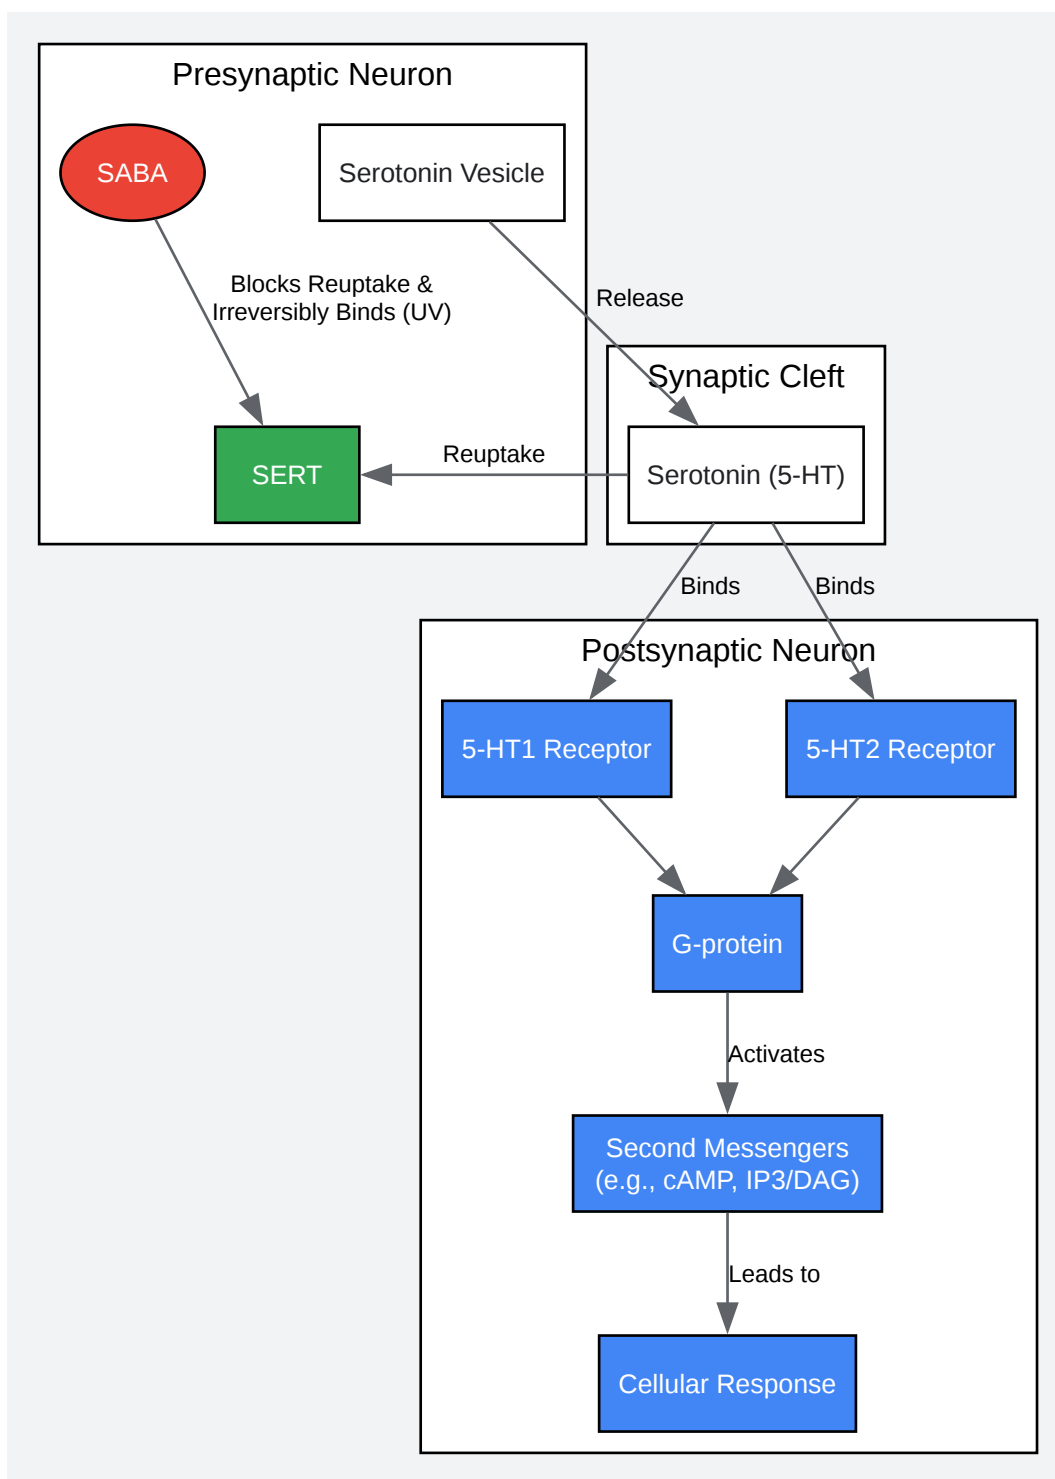 Presynaptic Neuron
SABA
Serotonin Vesicle
Blocks Reuptake &
Irreversibly Binds (UV)
Release
Synaptic Cleft
SERT
Reuptake
Serotonin (5-HT)
Binds
Binds
Postsynaptic Neuron
5-HT1 Receptor
5-HT2 Receptor
G-protein
Activates
Second Messengers
(e.g., cAMP, IP3/DAG)
Leads to
Cellular Response